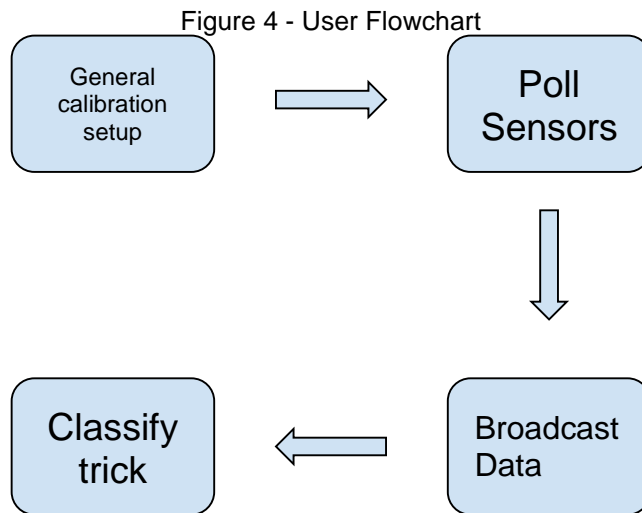 Figure 4 - User Flowchart
General
calibration
setup
Poll
Sensors
Broadcast
Data
Classify
trick